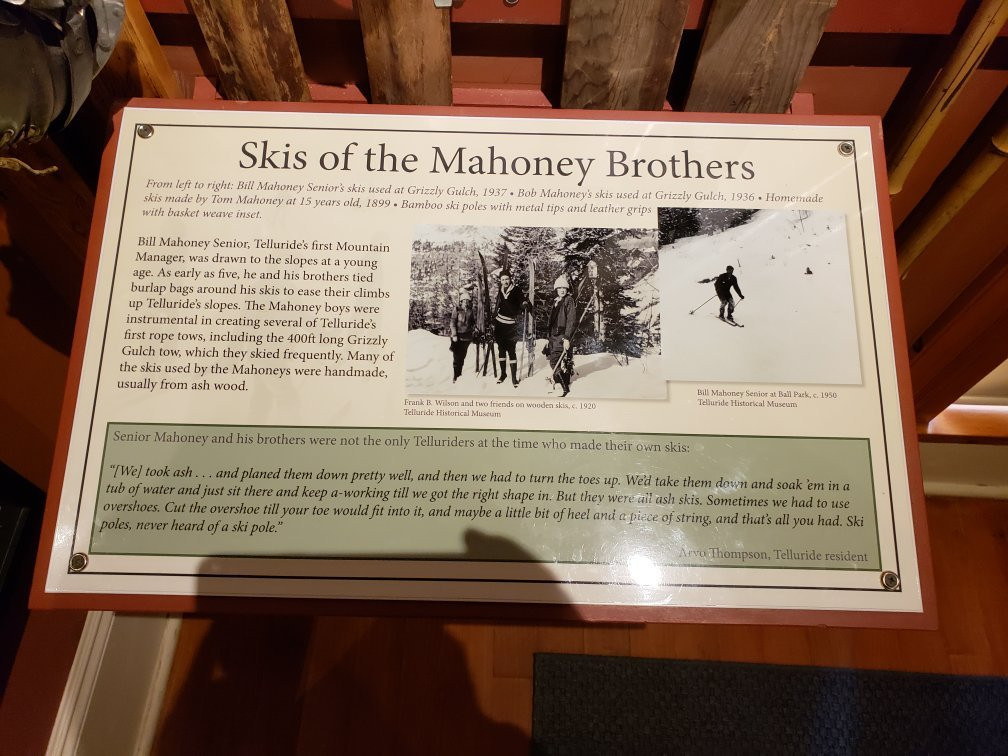 Skis of the Mahoney Brothers
From left to right: Bill Mahoney Senior's skis used at Grizzly Gulch, 1937 • Bob Mahoney's skis used at Grizzly Gulch, 1936 • Homemade
skis made by Tom Mahoney at 15 years old, 1899 • Bamboo ski poles with metal tips and leather grips
with basket weave inset.
Bill Mahoney Senior, Telluride's first Mountain
Manager, was drawn to the slopes at a young
age. As early as five, he and his brothers tied
burlap bags around his skis to ease their climbs
up Telluride's slopes. The Mahoney boys were
instrumental in creating several of Telluride's
first rope tows, including the 400ft long Grizzly
Gulch tow, which they skied frequently. Many of
the skis used by the Mahoneys were handmade,
usually from ash wood.
Frank B. Wilson and two friends on wooden skis, c. 1920
Telluride Historical Museum
Bill Mahoney Senior at Ball Park, c. 1950
Telluride Historical Museum
Senior Mahoney and his brothers were not the only Telluriders at the time who made their own skis:
"[We] took ash . . . and planed them down pretty well, and then we had to turn the toes up. We'd take them down and soak 'em in a
tub of water and just sit there and keep a-working till we got the right shape in. But they were all ash skis. Sometimes we had to use
overshoes. Cut the overshoe till your toe would fit into it, and maybe a little bit of heel and a piece of string, and that's all you had. Ski
poles, never heard of a ski pole."
Arvo Thompson, Telluride resident